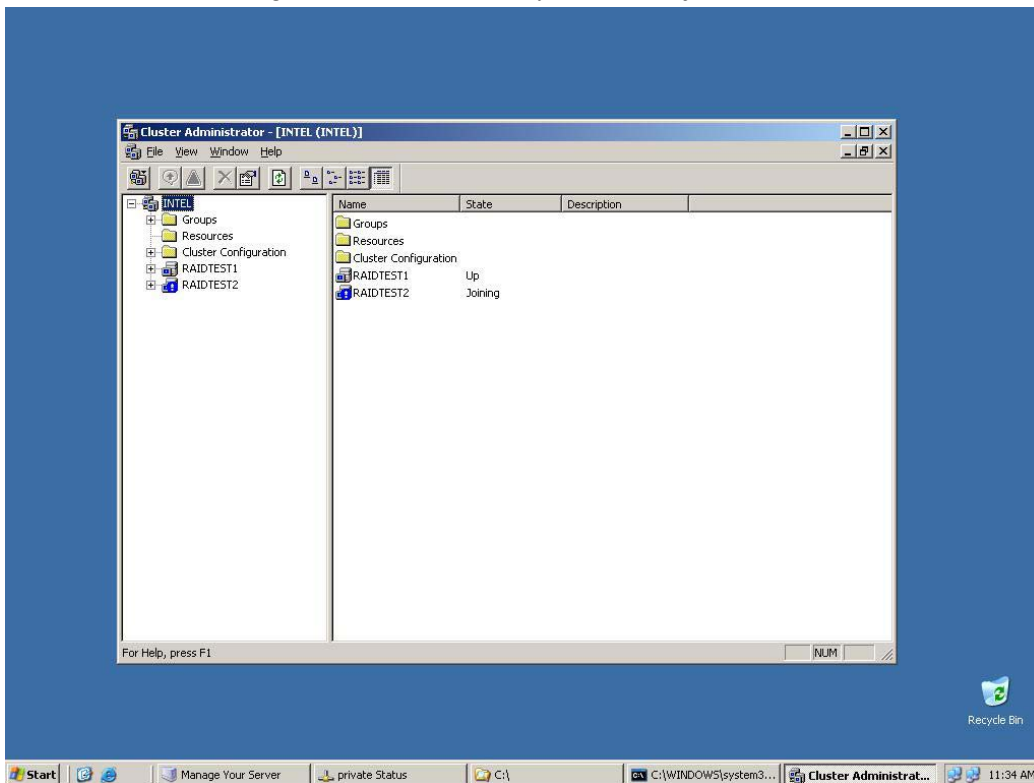 Cluster Administrator - [INTEL (INTEL)]
File View Window Help
INTEL
Groups
Resources
Cluster Configuration
RAIDTEST1
RAIDTEST2
Name State Description
Groups
Resources
Cluster Configuration
RAIDTEST1 Up
RAIDTEST2 Joining
For Help, press F1
NUM
Recycle Bin
Start
Manage Your Server
private Status
C:\
C:\WINDOWS\system3...
Cluster Administrat...
11:34 AM